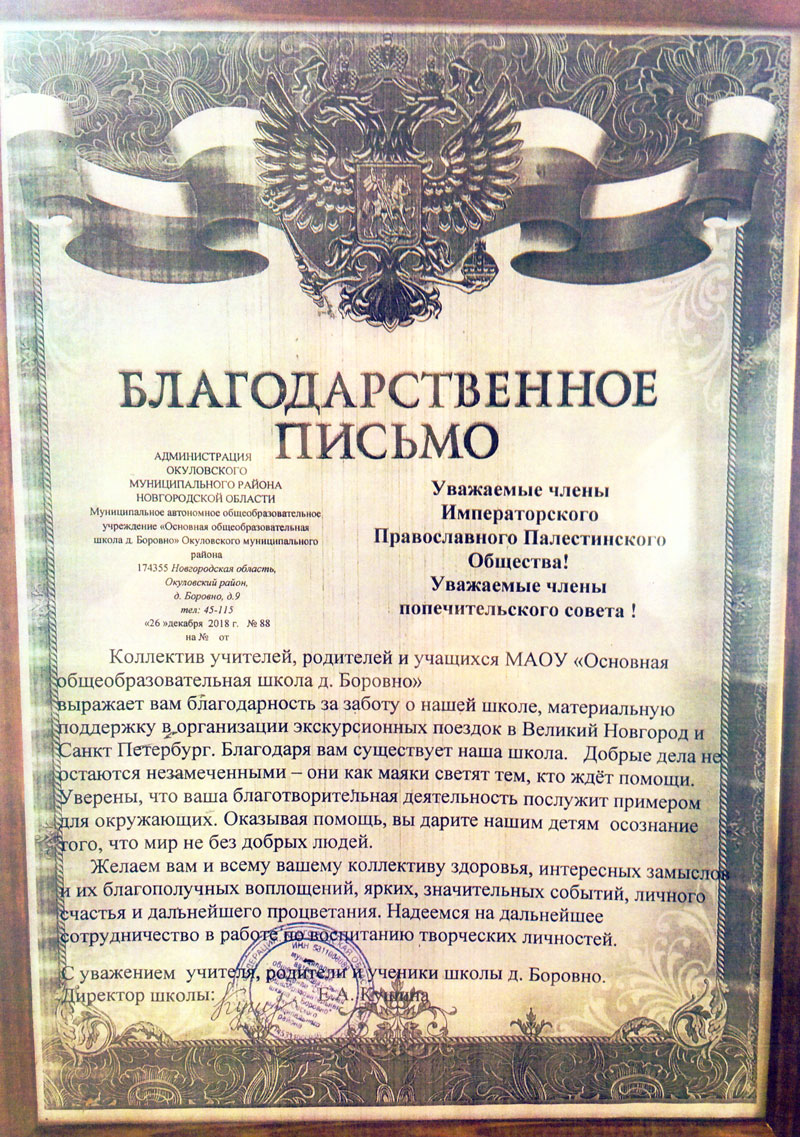 БЛАГОДАРСТВЕННОЕ
ПИСЬМО
АДМИНИСТРАЦИЯ
ОКУЛОВСКОГО
МУНИЦИПАЛЬНОГО РАЙОНА
НОВГОРОДСКОЙ ОБЛАСТИ
Муниципальное автономное общеобразовательное
учреждение «Основная общеобразовательная
школа д. Боровно» Окуловского муниципального
района
174355 Новгородская область,
Окуловский район,
д. Боровно, д.9
тел: 45-115
«26 »декабря 2018 г. № 88
на № от
Уважаемые члены
Императорского
Православного Палестинского
Общества!
Уважаемые члены
попечительского совета !
Коллектив учителей, родителей и учащихся МАОУ «Основная
общеобразовательная школа д. Боровно»
выражает вам благодарность за заботу о нашей школе, материальную
поддержку в организации экскурсионных поездок в Великий Новгород и
Санкт Петербург. Благодаря вам существует наша школа. Добрые дела не
остаются незамеченными – они как маяки светят тем, кто ждёт помощи.
Уверены, что ваша благотворительная деятельность послужит примером
для окружающих. Оказывая помощь, вы дарите нашим детям осознание
того, что мир не без добрых людей.
Желаем вам и всему вашему коллективу здоровья, интересных замыслов
и их благополучных воплощений, ярких, значительных событий, личного
счастья и дальнейшего процветания. Надеемся на дальнейшее
сотрудничество в работе по воспитанию творческих личностей.
С уважением учителя, родители и ученики школы д. Боровно.
Директор школы: Е.А. Кушина